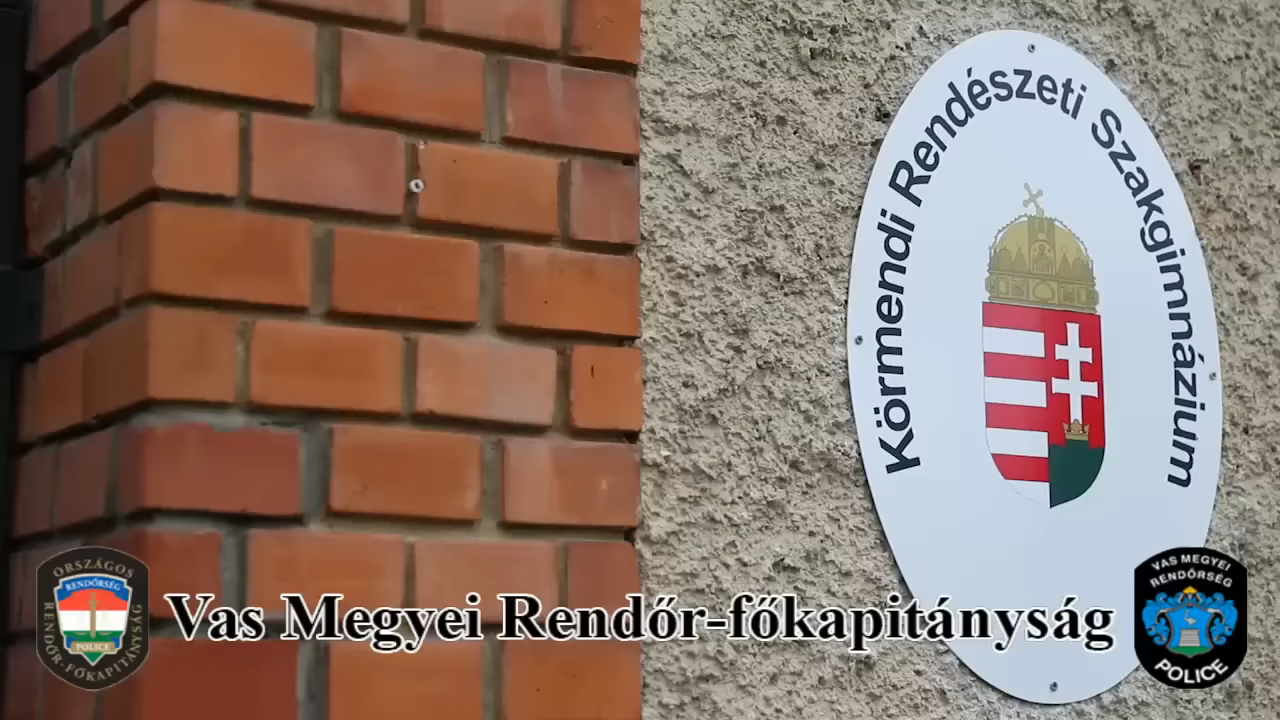 Körmendi Rendészeti Szakgimnázium
ORSZÁGOS
RENDŐRSÉG
POLICE
RENDŐR-FŐKAPITÁNYSÁG
Vas Megyei Rendőr-főkapitányság
VAS MEGYEI
RENDŐRSÉG
POLICE